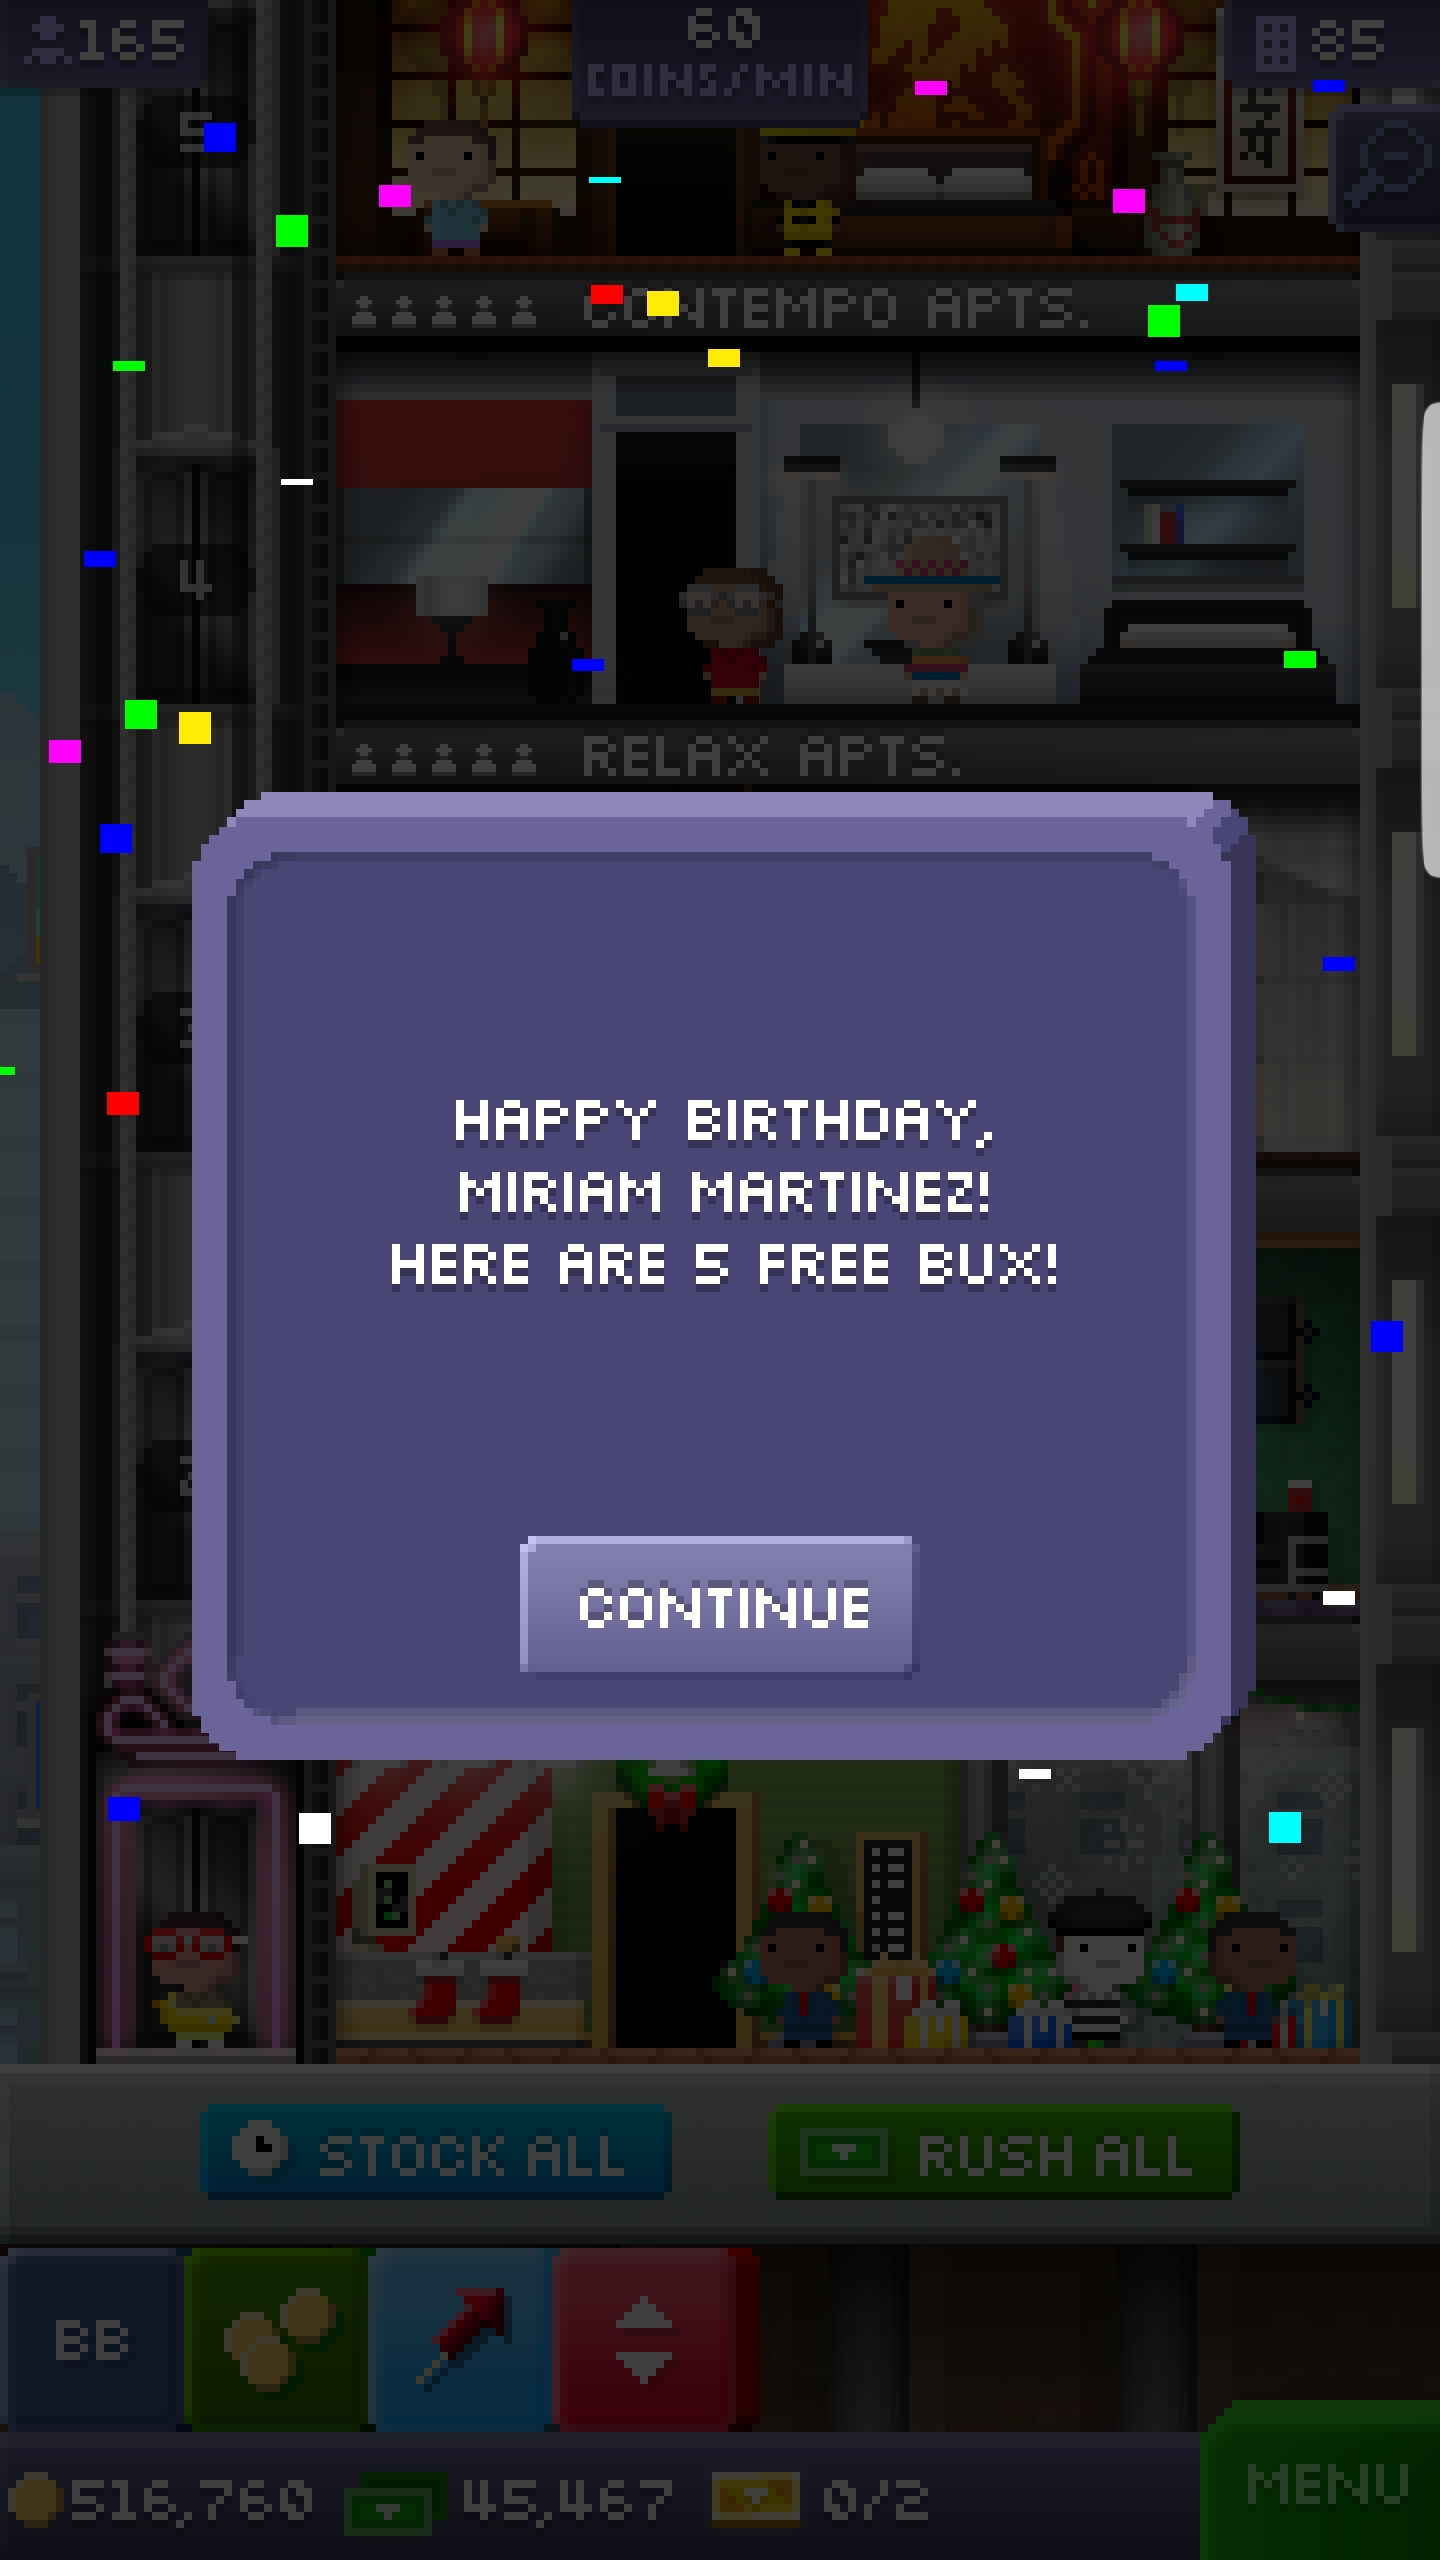 165
60
COINS/MIN
85
5
CONTEMPO APTS.
4
RELAX APTS.
HAPPY BIRTHDAY,
MIRIAM MARTINEZ!
HERE ARE 5 FREE BUX!
CONTINUE
STOCK ALL
RUSH ALL
BB
516,760
45,467
0/2
MENU